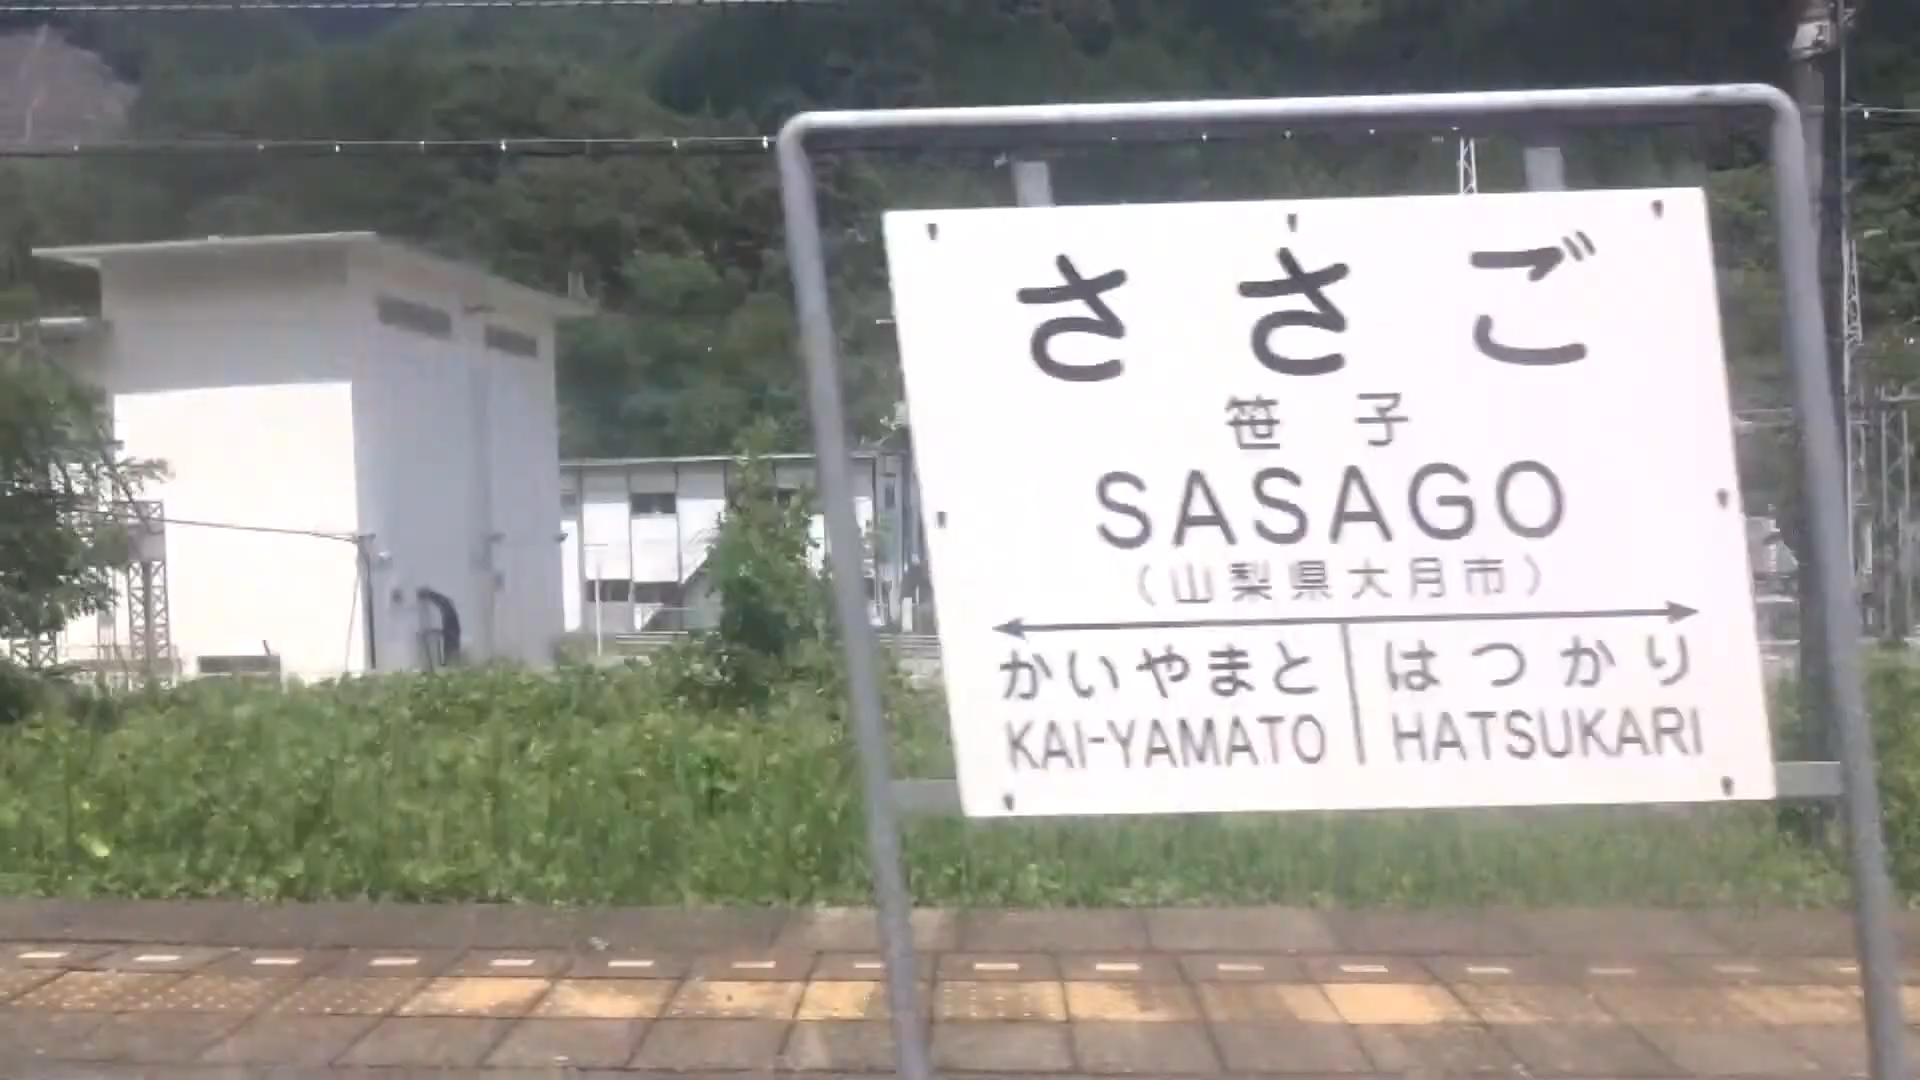 さ さ ご
笹 子
SASAGO
（山梨県大月市）
かいやまと はつかり
KAI-YAMATO HATSUKARI